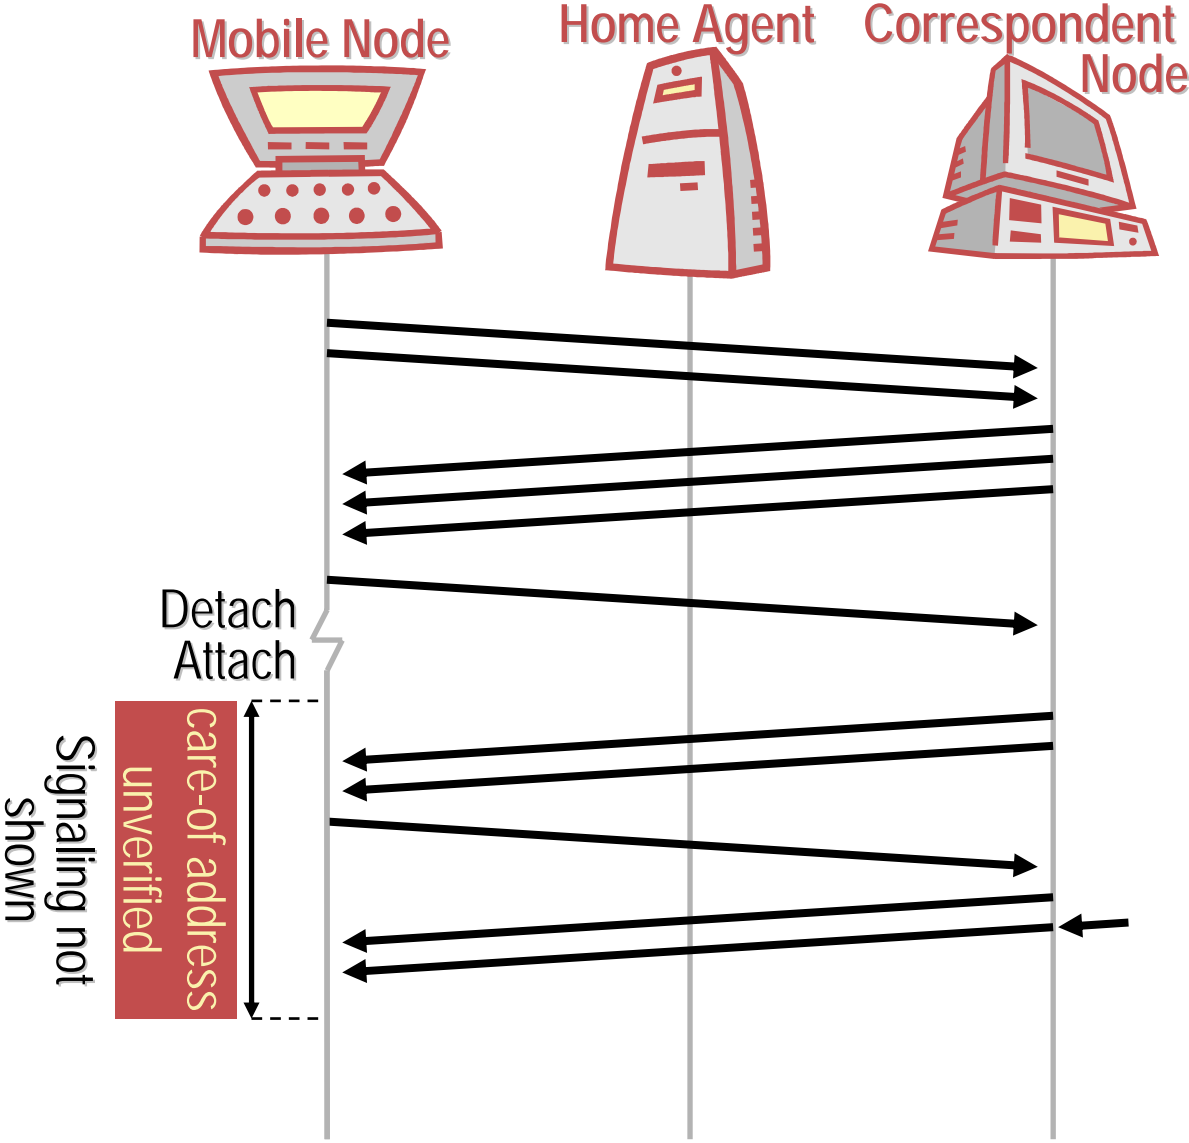 Mobile Node
Home Agent
Correspondent
Node
Detach
Attach
care-of address
unverified
Signaling not
shown